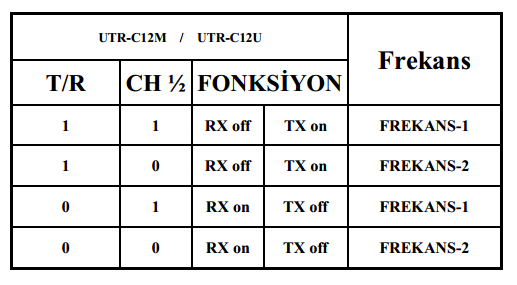 UTR-C12M / UTR-C12U
Frekans
T/R CH ½ FONKSİYON
1 1 RX off TX on FREKANS-1
1 0 RX off TX on FREKANS-2
0 1 RX on TX off FREKANS-1
0 0 RX on TX off FREKANS-2